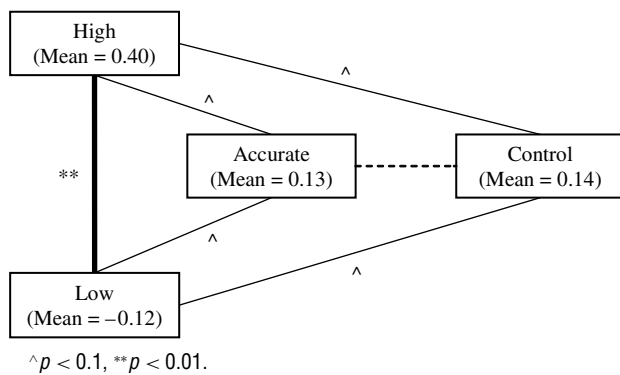 High
(Mean = 0.40)
^
^
Accurate
(Mean = 0.13)
Control
(Mean = 0.14)
**
^
^
Low
(Mean = –0.12)
^p < 0.1, **p < 0.01.